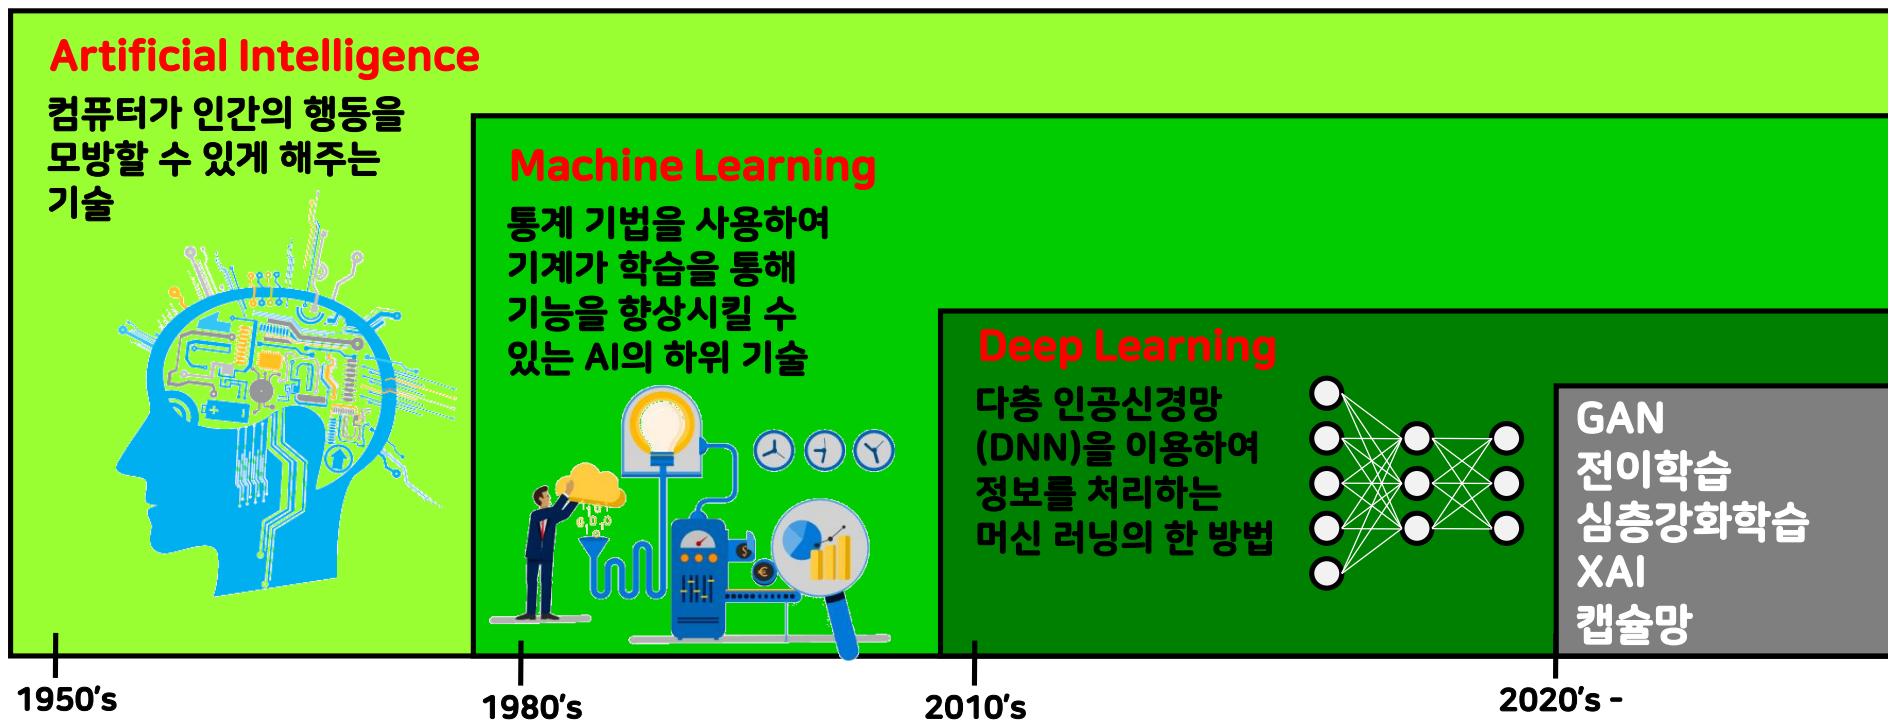 Artificial Intelligence
컴퓨터가 인간의 행동을
모방할 수 있게 해주는
기술
Machine Learning
통계 기법을 사용하여
기계가 학습을 통해
기능을 향상시킬 수
있는 AI의 하위 기술
Deep Learning
다층 인공신경망
(DNN)을 이용하여
정보를 처리하는
머신 러닝의 한 방법
GAN
전이학습
심층강화학습
XAI
캡슐망
1950's
1980's
2010's
2020's -